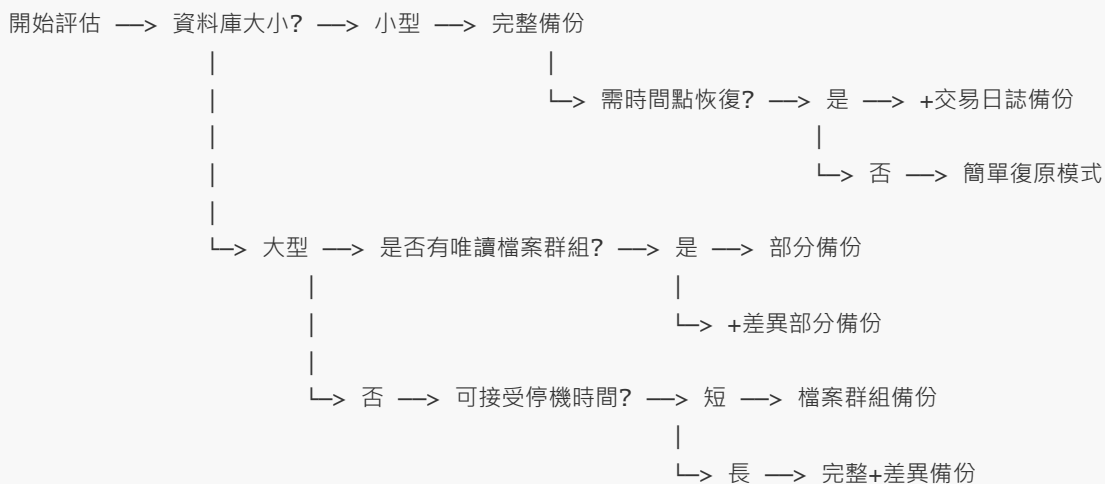 開始評估 ──> 資料庫大小? ──> 小型 ──> 完整備份
│ │
│ └─> 需時間點恢復? ──> 是 ──> +交易日誌備份
│ │
│ └─> 否 ──> 簡單復原模式
│
└─> 大型 ──> 是否有唯讀檔案群組? ──> 是 ──> 部分備份
│ │
│ └─> +差異部分備份
│
└─> 否 ──> 可接受停機時間? ──> 短 ──> 檔案群組備份
│
└─> 長 ──> 完整+差異備份